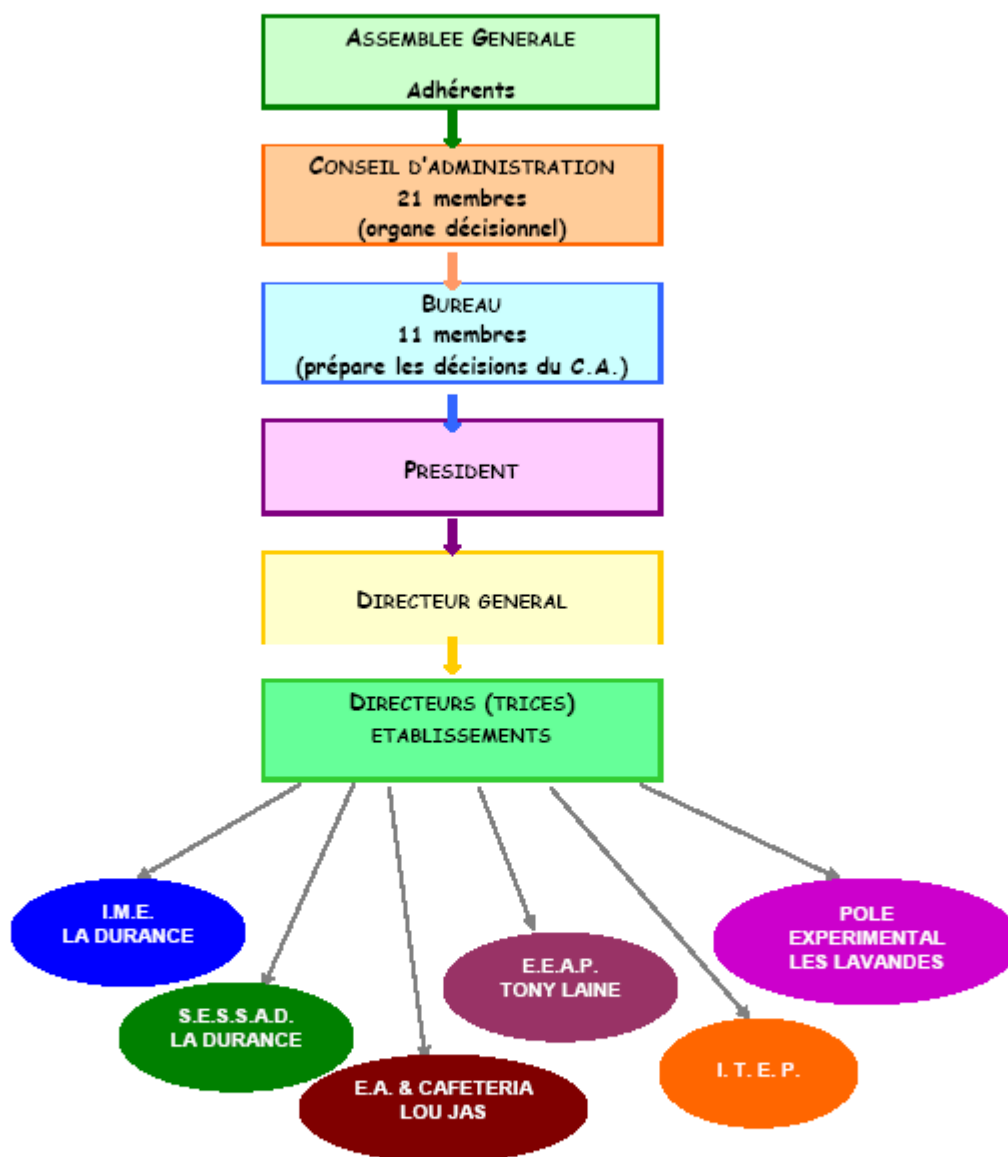 ASSEMBLEE GENERALE
Adhérents
CONSEIL D'ADMINISTRATION
21 membres
(organe décisionnel)
BUREAU
11 membres
(prépare les décisions du C.A.)
PRESIDENT
DIRECTEUR GENERAL
DIRECTEURS (TRICES)
ETABLISSEMENTS
I.M.E.
LA DURANCE
S.E.S.S.A.D.
LA DURANCE
E.A. & CAFETERIA
LOU JAS
E.E.A.P.
TONY LAINE
I. T. E. P.
POLE
EXPERIMENTAL
LES LAVANDES